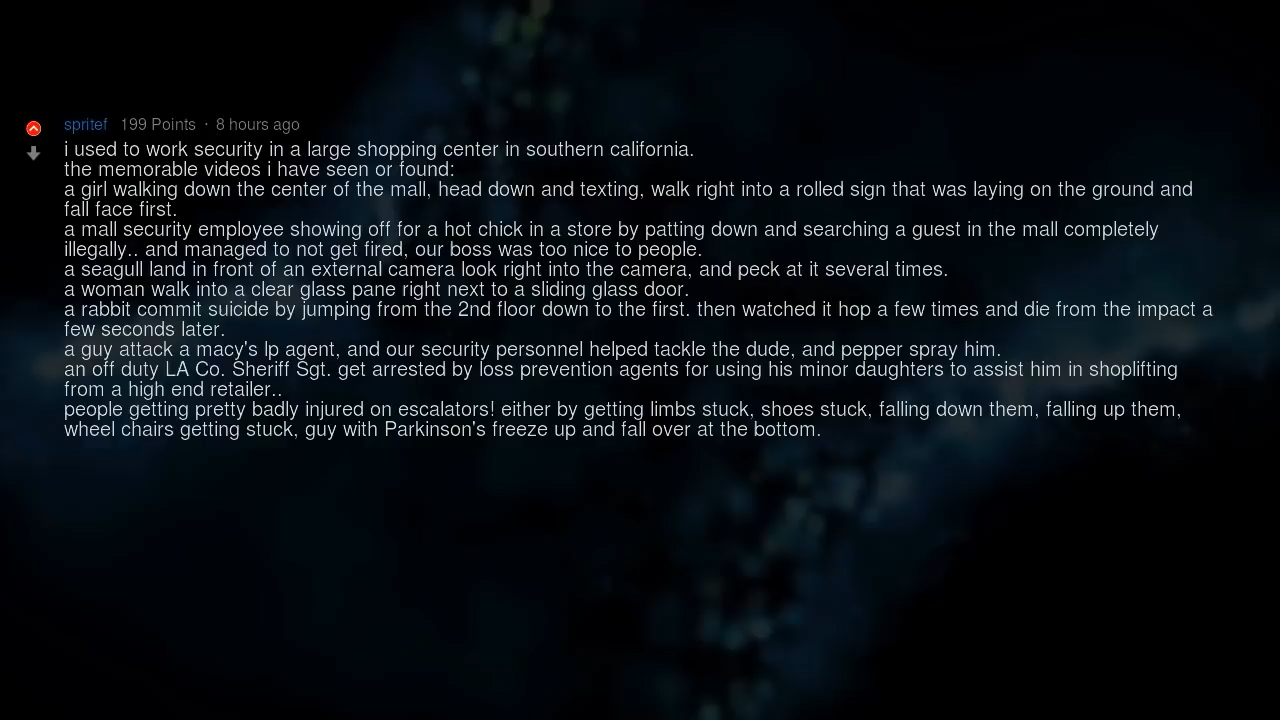 spritef 199 Points · 8 hours ago
i used to work security in a large shopping center in southern california.
the memorable videos i have seen or found:
a girl walking down the center of the mall, head down and texting, walk right into a rolled sign that was laying on the ground and
fall face first.
a mall security employee showing off for a hot chick in a store by patting down and searching a guest in the mall completely
illegally.. and managed to not get fired, our boss was too nice to people.
a seagull land in front of an external camera look right into the camera, and peck at it several times.
a woman walk into a clear glass pane right next to a sliding glass door.
a rabbit commit suicide by jumping from the 2nd floor down to the first. then watched it hop a few times and die from the impact a
few seconds later.
a guy attack a macy's lp agent, and our security personnel helped tackle the dude, and pepper spray him.
an off duty LA Co. Sheriff Sgt. get arrested by loss prevention agents for using his minor daughters to assist him in shoplifting
from a high end retailer..
people getting pretty badly injured on escalators! either by getting limbs stuck, shoes stuck, falling down them, falling up them,
wheel chairs getting stuck, guy with Parkinson's freeze up and fall over at the bottom.